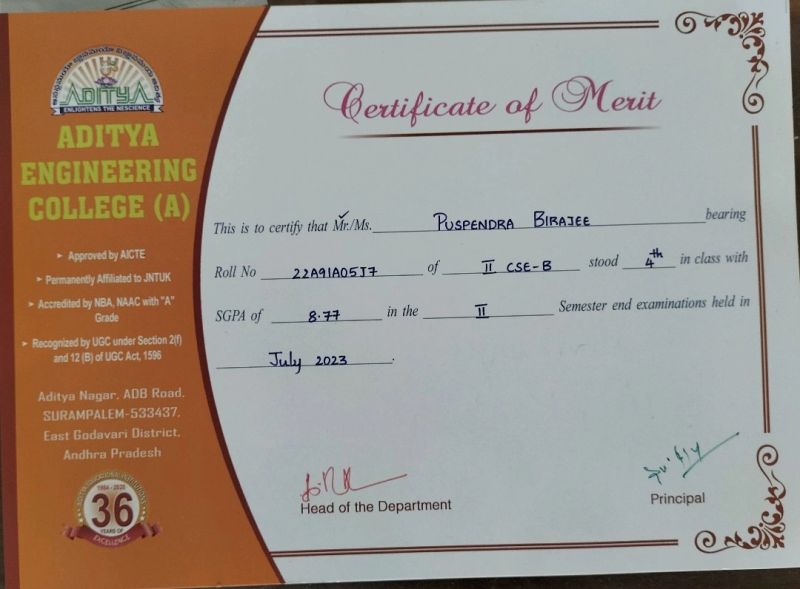 ADITYA
ENLIGHTENS THE NESCIENCE
ADITYA
ENGINEERING
COLLEGE (A)
➤ Approved by AICTE
➤ Permanently Affiliated to JNTUK
➤ Accredited by NBA, NAAC with "A"
Grade
➤ Recognized by UGC under Section 2(f)
and 12 (B) of UGC Act, 1596
Aditya Nagar, ADB Road.
SURAMPALEM-533437.
East Godavari District,
Andhra Pradesh
36
YEARS OF
EXCELLENCE
Certificate of Merit
This is to certify that Mr./Ms. PUSPENDRA BIRAJEE bearing
Roll No 22A91A05J7 of II CSE-B stood 4th in class with
SGPA of 8.77 in the II Semester end examinations held in
July 2023.
Head of the Department
Principal